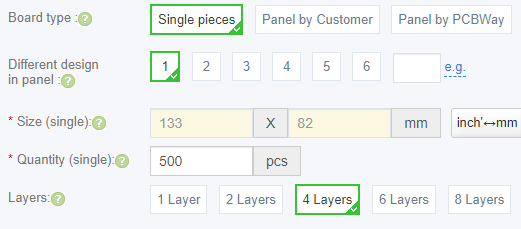 Board type : Single pieces Panel by Customer Panel by PCBWay
Different design
in panel : 1 2 3 4 5 6 e.g.
* Size (single): 133 X 82 mm inch'↔mm
* Quantity (single): 500 pcs
Layers: 1 Layer 2 Layers 4 Layers 6 Layers 8 Layers